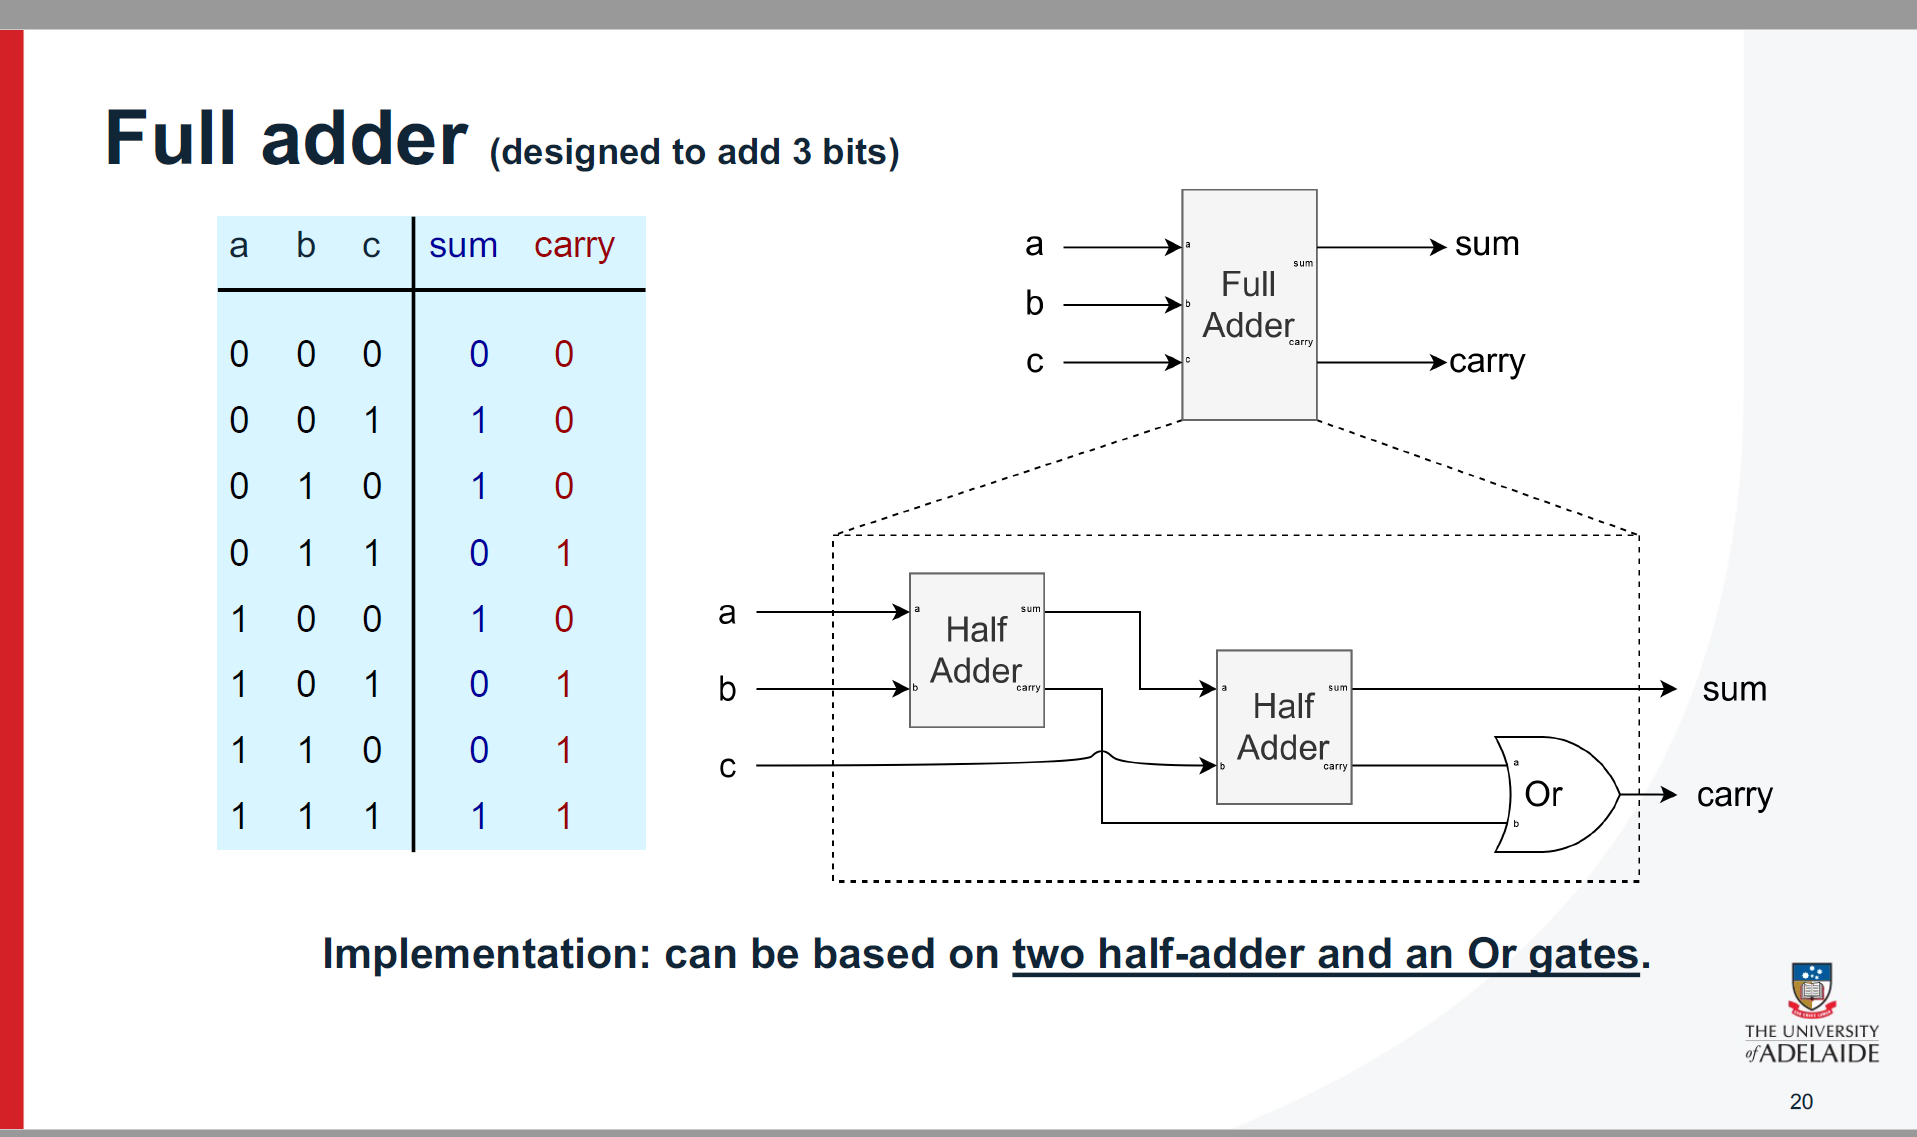 Full adder (designed to add 3 bits)
a b c sum carry
0 0 0 0 0
0 0 1 1 0
0 1 0 1 0
0 1 1 0 1
1 0 0 1 0
1 0 1 0 1
1 1 0 0 1
1 1 1 1 1
a a sum sum
b b Full Adder
c c carry carry
a a sum
b b Half Adder carry
c
a sum sum
b Half Adder carry
a
Or
b
carry
Implementation: can be based on two half-adder and an Or gates.
THE UNIVERSITY
of ADELAIDE
20